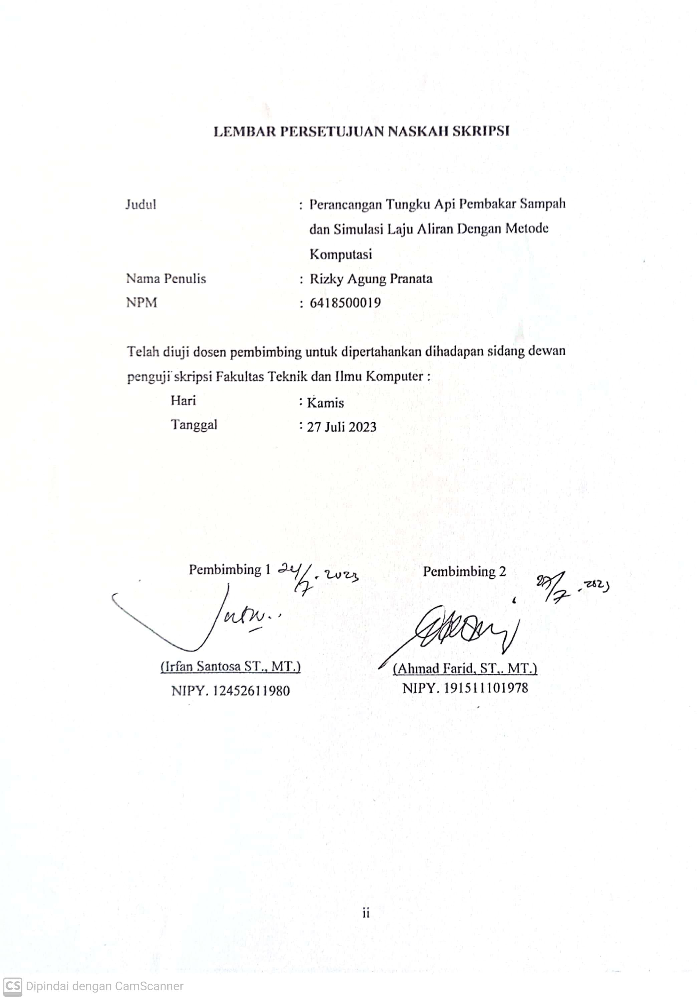 LEMBAR PERSETUJUAN NASKAH SKRIPSI
Judul : Perancangan Tungku Api Pembakar Sampah
dan Simulasi Laju Aliran Dengan Metode
Komputasi
Nama Penulis : Rizky Agung Pranata
NPM : 6418500019
Telah diuji dosen pembimbing untuk dipertahankan dihadapan sidang dewan
penguji skripsi Fakultas Teknik dan Ilmu Komputer :
Hari : Kamis
Tanggal : 27 Juli 2023
Pembimbing 1 24/7. 2023 Pembimbing 2
27/7 . 2023
(Irfan Santosa ST., MT.) (Ahmad Farid, ST,. MT.)
NIPY. 12452611980 NIPY. 191511101978
ii
CS Dipindai dengan CamScanner